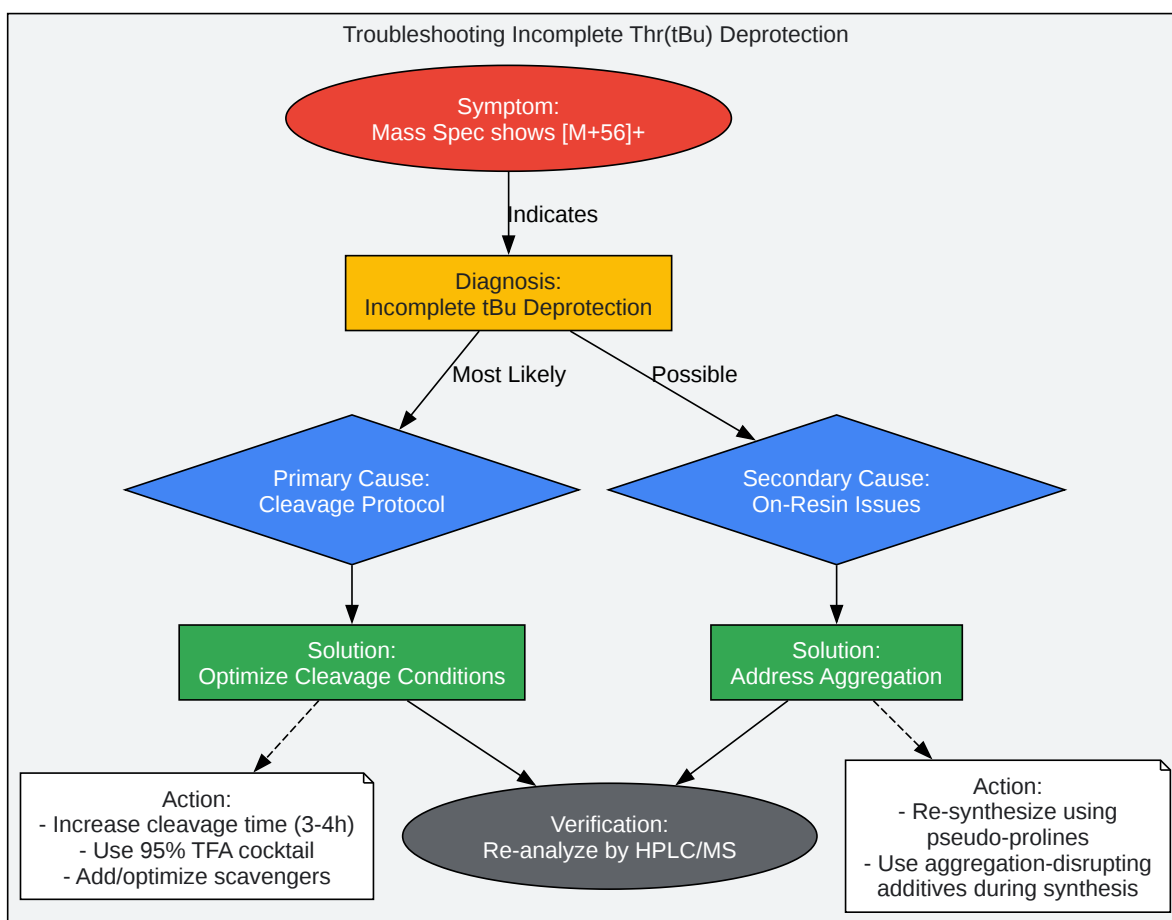 Troubleshooting Incomplete Thr(tBu) Deprotection
Symptom:
Mass Spec shows [M+56]+
Indicates
Diagnosis:
Incomplete tBu Deprotection
Most Likely
Possible
Primary Cause:
Cleavage Protocol
Secondary Cause:
On-Resin Issues
Solution:
Optimize Cleavage Conditions
Solution:
Address Aggregation
Action:
- Increase cleavage time (3-4h)
- Use 95% TFA cocktail
- Add/optimize scavengers
Verification:
Re-analyze by HPLC/MS
Action:
- Re-synthesize using
pseudo-prolines
- Use aggregation-disrupting
additives during synthesis